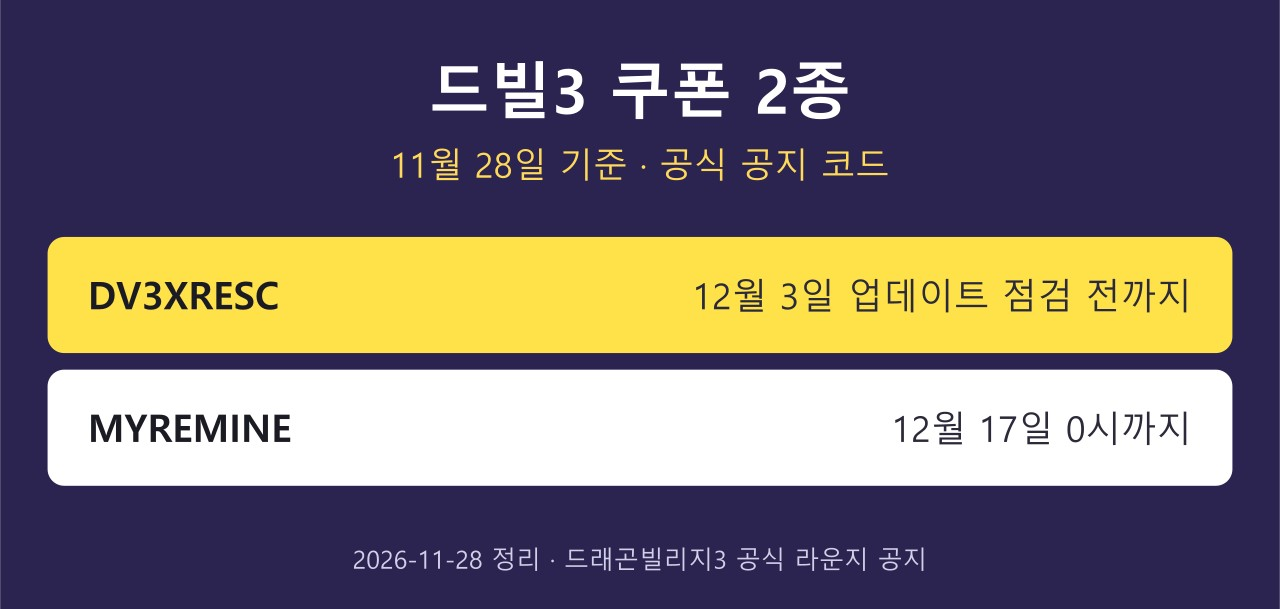 드빌3 쿠폰 2종
11월 28일 기준 · 공식 공지 코드
DV3XRESC 12월 3일 업데이트 점검 전까지
MYREMINE 12월 17일 0시까지
2026-11-28 정리 · 드래곤빌리지3 공식 라운지 공지